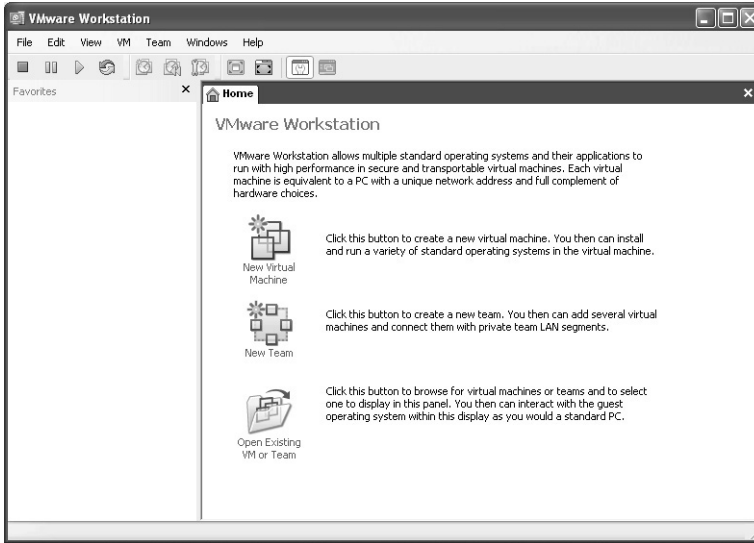 VMware Workstation
File Edit View VM Team Windows Help
Favorites
Home
VMware Workstation
VMware Workstation allows multiple standard operating systems and their applications to
run with high performance in secure and transportable virtual machines. Each virtual
machine is equivalent to a PC with a unique network address and full complement of
hardware choices.
New Virtual
Machine
Click this button to create a new virtual machine. You then can install
and run a variety of standard operating systems in the virtual machine.
New Team
Click this button to create a new team. You then can add several virtual
machines and connect them with private team LAN segments.
Open Existing
VM or Team
Click this button to browse for virtual machines or teams and to select
one to display in this panel. You then can interact with the guest
operating system within this display as you would a standard PC.